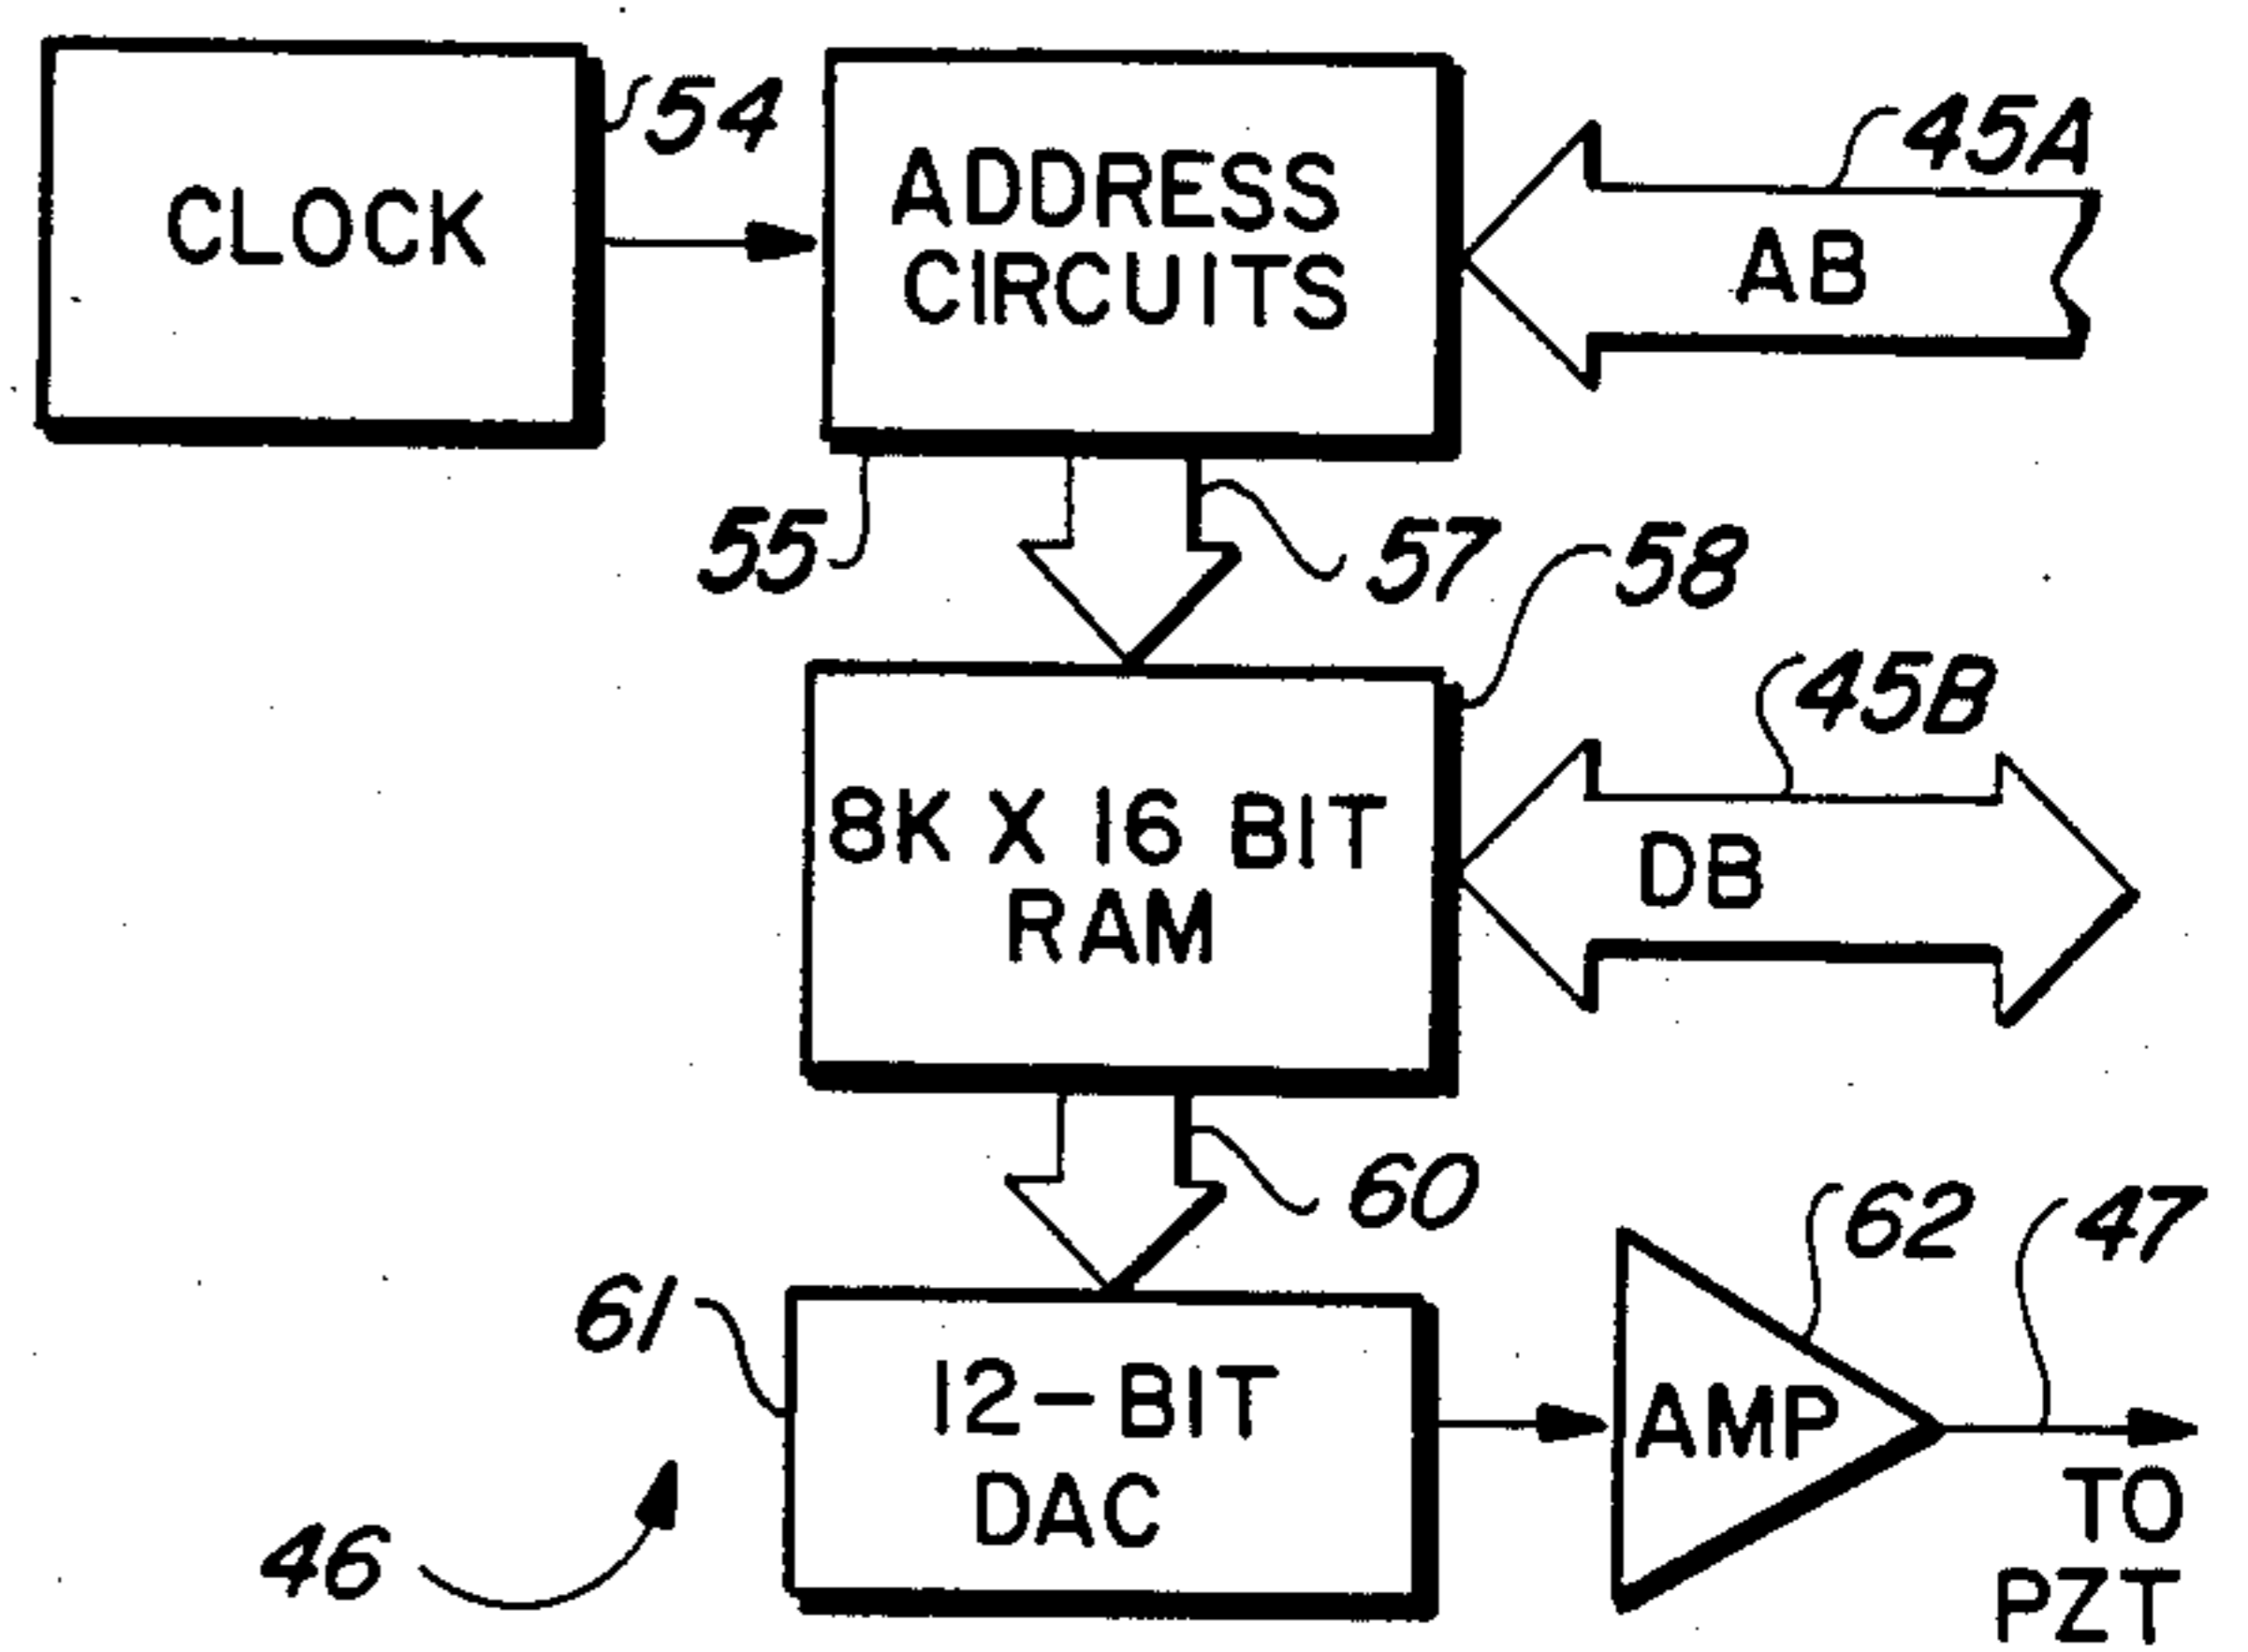 54
CLOCK
ADDRESS
CIRCUITS
45A
AB
55
57
58
8K X 16 BIT
RAM
45B
DB
60
61
12-BIT
DAC
62
AMP
47
TO
PZT
46